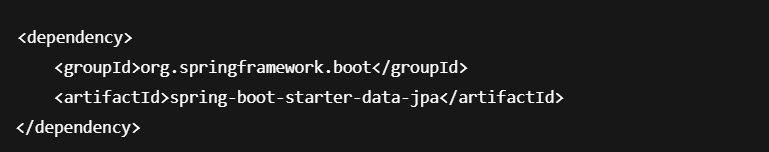 <dependency>
    <groupId>org.springframework.boot</groupId>
    <artifactId>spring-boot-starter-data-jpa</artifactId>
</dependency>